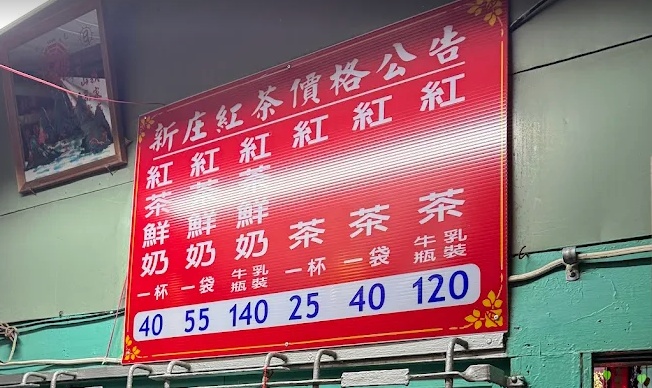 新庄紅茶價格公告
紅茶鮮奶 一杯 40
紅茶鮮奶 一袋 55
紅茶鮮奶 牛乳瓶裝 140
紅茶 一杯 25
紅茶 一袋 40
紅茶 牛乳瓶裝 120